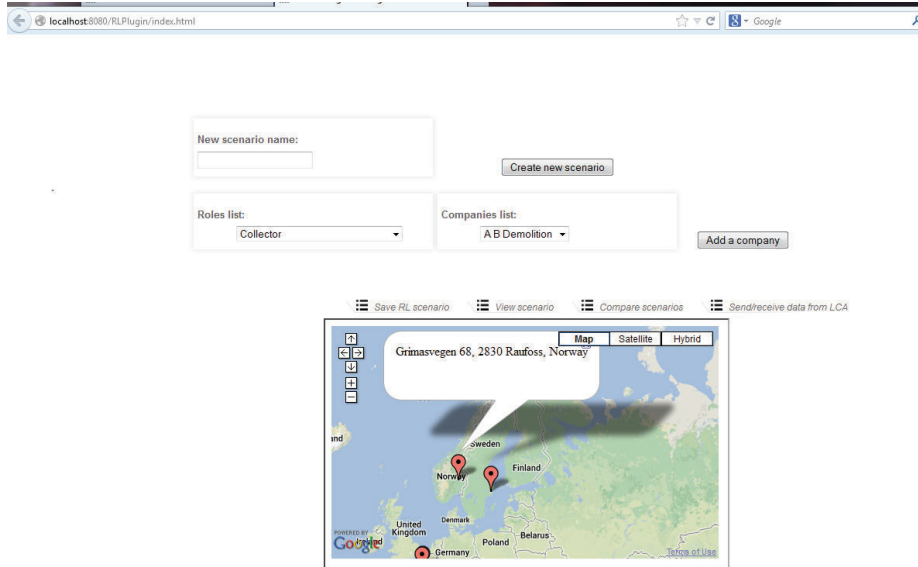 localhost:8080/RLPlugin/index.html
Google
New scenario name:
Create new scenario
Roles list:
Collector
Companies list:
A B Demolition
Add a company
Save RL scenario
View scenario
Compare scenarios
Send/receive data from LCA
Map
Satellite
Hybrid
Grimasvegen 68, 2830 Raufoss, Norway
Sweden
Finland
Norway
United
Kingdom
Denmark
Belarus
Poland
Germany
POWERED BY
Google
Terms of Use